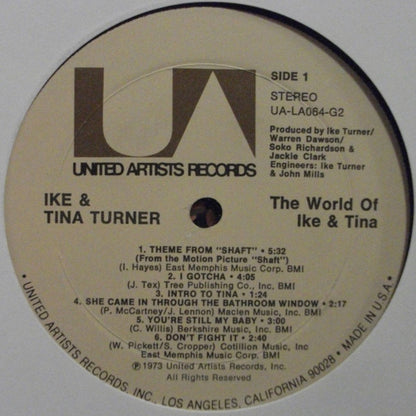 UA
UNITED ARTISTS RECORDS
SIDE 1
STEREO
UA-LA064-G2
Produced by Ike Turner/
Warren Dawson/
Soko Richardson &
Jackie Clark
Engineers: Ike Turner
& John Mills
IKE &
TINA TURNER
The World Of
Ike & Tina
1. THEME FROM "SHAFT" • 5:32
(From the Motion Picture "Shaft")
(I. Hayes) East Memphis Music Corp. BMI
2. I GOTCHA • 4:05
(J. Tex) Tree Publishing Co., Inc. BMI
3. INTRO TO TINA • 1:24
4. SHE CAME IN THROUGH THE BATHROOM WINDOW • 2:17
(P. McCartney/J. Lennon) Maclen Music, Inc. BMI
5. YOU'RE STILL MY BABY • 3:00
(C. Willis) Berkshire Music, Inc. BMI
6. DON'T FIGHT IT • 2:40
(W. Pickett/S. Cropper) Cotillion Music, Inc
East Memphis Music Corp. BMI
℗1973 United Artists Records, Inc.
All Rights Reserved
• UNITED ARTISTS RECORDS, INC., LOS ANGELES, CALIFORNIA 90028 • MADE IN U.S.A. •